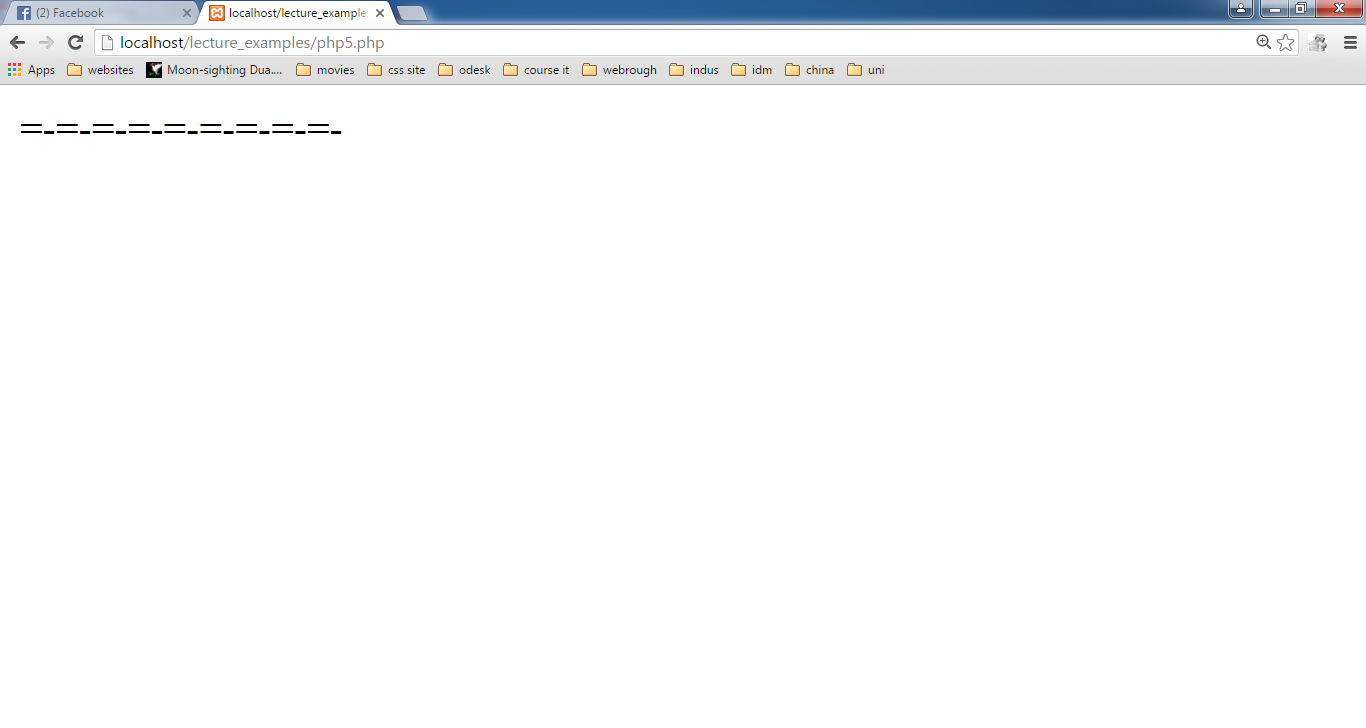 (2) Facebook
localhost/lecture_example
localhost/lecture_examples/php5.php
Apps websites Moon-sighting Dua.... movies css site odesk course it webrough indus idm china uni
=-=-=-=-=-=-=-=-=-